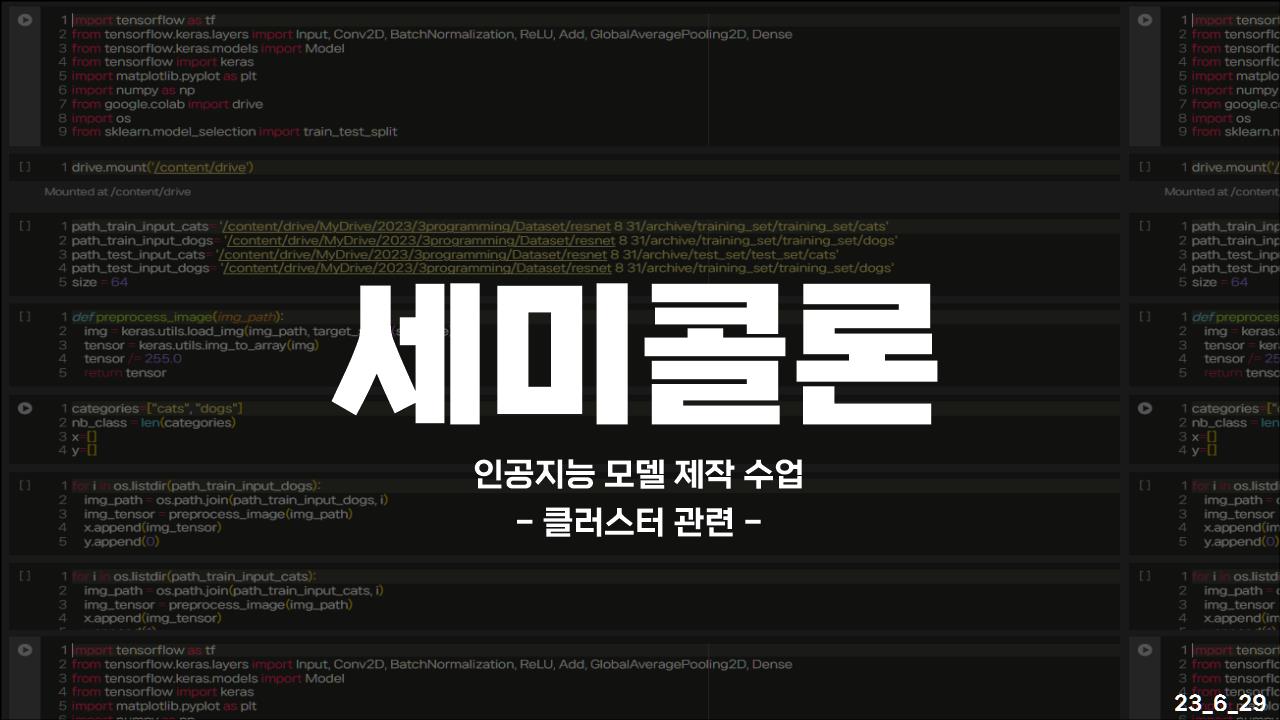 1 import tensorflow as tf
2 from tensorflow.keras.layers import Input, Conv2D, BatchNormalization, ReLU, Add, GlobalAveragePooling2D, Dense
3 from tensorflow.keras.models import Model
4 from tensorflow import keras
5 import matplotlib.pyplot as plt
6 import numpy as np
7 from google.colab import drive
8 import os
9 from sklearn.model_selection import train_test_split
[ ] 1 drive.mount('/content/drive')
Mounted at /content/drive
[ ] 1 path_train_input_cats= '/content/drive/MyDrive/2023/3programming/Dataset/resnet 8 31/archive/training_set/training_set/cats'
2 path_train_input_dogs= '/content/drive/MyDrive/2023/3programming/Dataset/resnet 8 31/archive/training_set/training_set/dogs'
3 path_test_input_cats= '/content/drive/MyDrive/2023/3programming/Dataset/resnet 8 31/archive/test_set/test_set/cats'
4 path_test_input_dogs= '/content/drive/MyDrive/2023/3programming/Dataset/resnet 8 31/archive/training_set/training_set/dogs'
5 size = 64
세미콜론
[ ] 1 def preprocess_image(img_path):
2 img = keras.utils.load_img(img_path,
3 tensor = keras.utils.img_to_array(img)
4 tensor /= 255.0
5 return tensor
1 categories=["cats", "dogs"]
2 nb_class = len(categories)
3 x=[]
4 y=[]
인공지능 모델 제작 수업
- 클러스터 관련 -
[ ] 1 for i in os.listdir(path_train_input_dogs):
2 img_path = os.path.join(path_train_input_dogs, i)
3 img_tensor = preprocess_image(img_path)
4 x.append(img_tensor)
5 y.append(0)
[ ] 1 for i in os.listdir(path_train_input_cats):
2 img_path = os.path.join(path_train_input_cats, i)
3 img_tensor = preprocess_image(img_path)
4 x.append(img_tensor)
1 import tensorflow as tf
2 from tensorflow.keras.layers import Input, Conv2D, BatchNormalization, ReLU, Add, GlobalAveragePooling2D, Dense
3 from tensorflow.keras.models import Model
4 from tensorflow import keras
5 import matplotlib.pyplot as plt
23_6_29